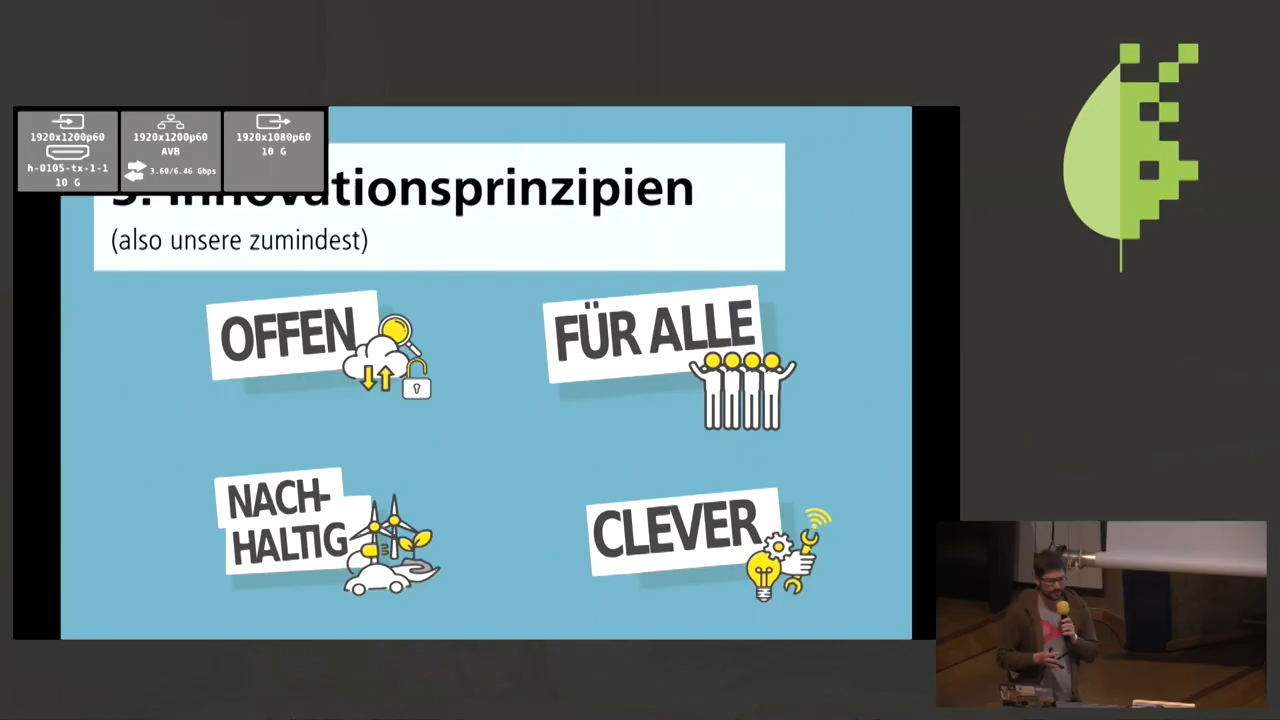 1920x1200p60
h-0105-tx-1-1
10 G
1920x1200p60
AVB
3.60/6.46 Gbps
1920x1080p60
10 G
3. Innovationsprinzipien
(also unsere zumindest)
OFFEN
FÜR ALLE
NACH-
HALTIG
CLEVER